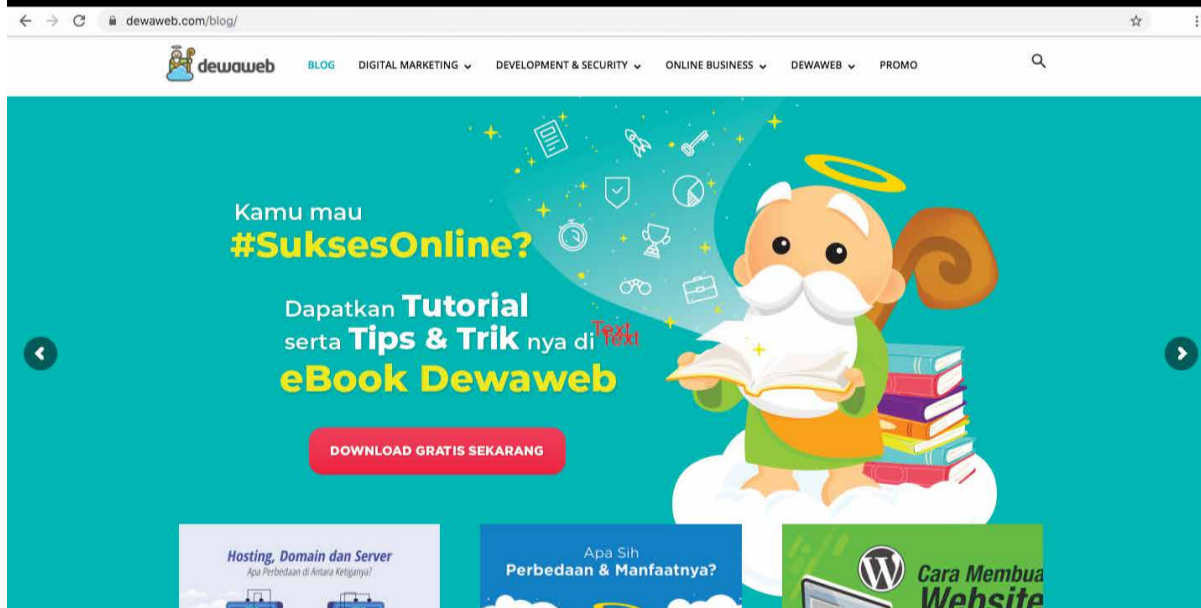 dewaweb.com/blog/
dewaweb
BLOG
DIGITAL MARKETING
DEVELOPMENT & SECURITY
ONLINE BUSINESS
DEWAWEB
PROMO
Kamu mau
#SuksesOnline?
Dapatkan Tutorial
serta Tips & Trik nya di
Text
Text
eBook Dewaweb
DOWNLOAD GRATIS SEKARANG
Hosting, Domain dan Server
Apa Perbedaan di Antara Ketiganya?
Apa Sih
Perbedaan & Manfaatnya?
Cara Membua
Website